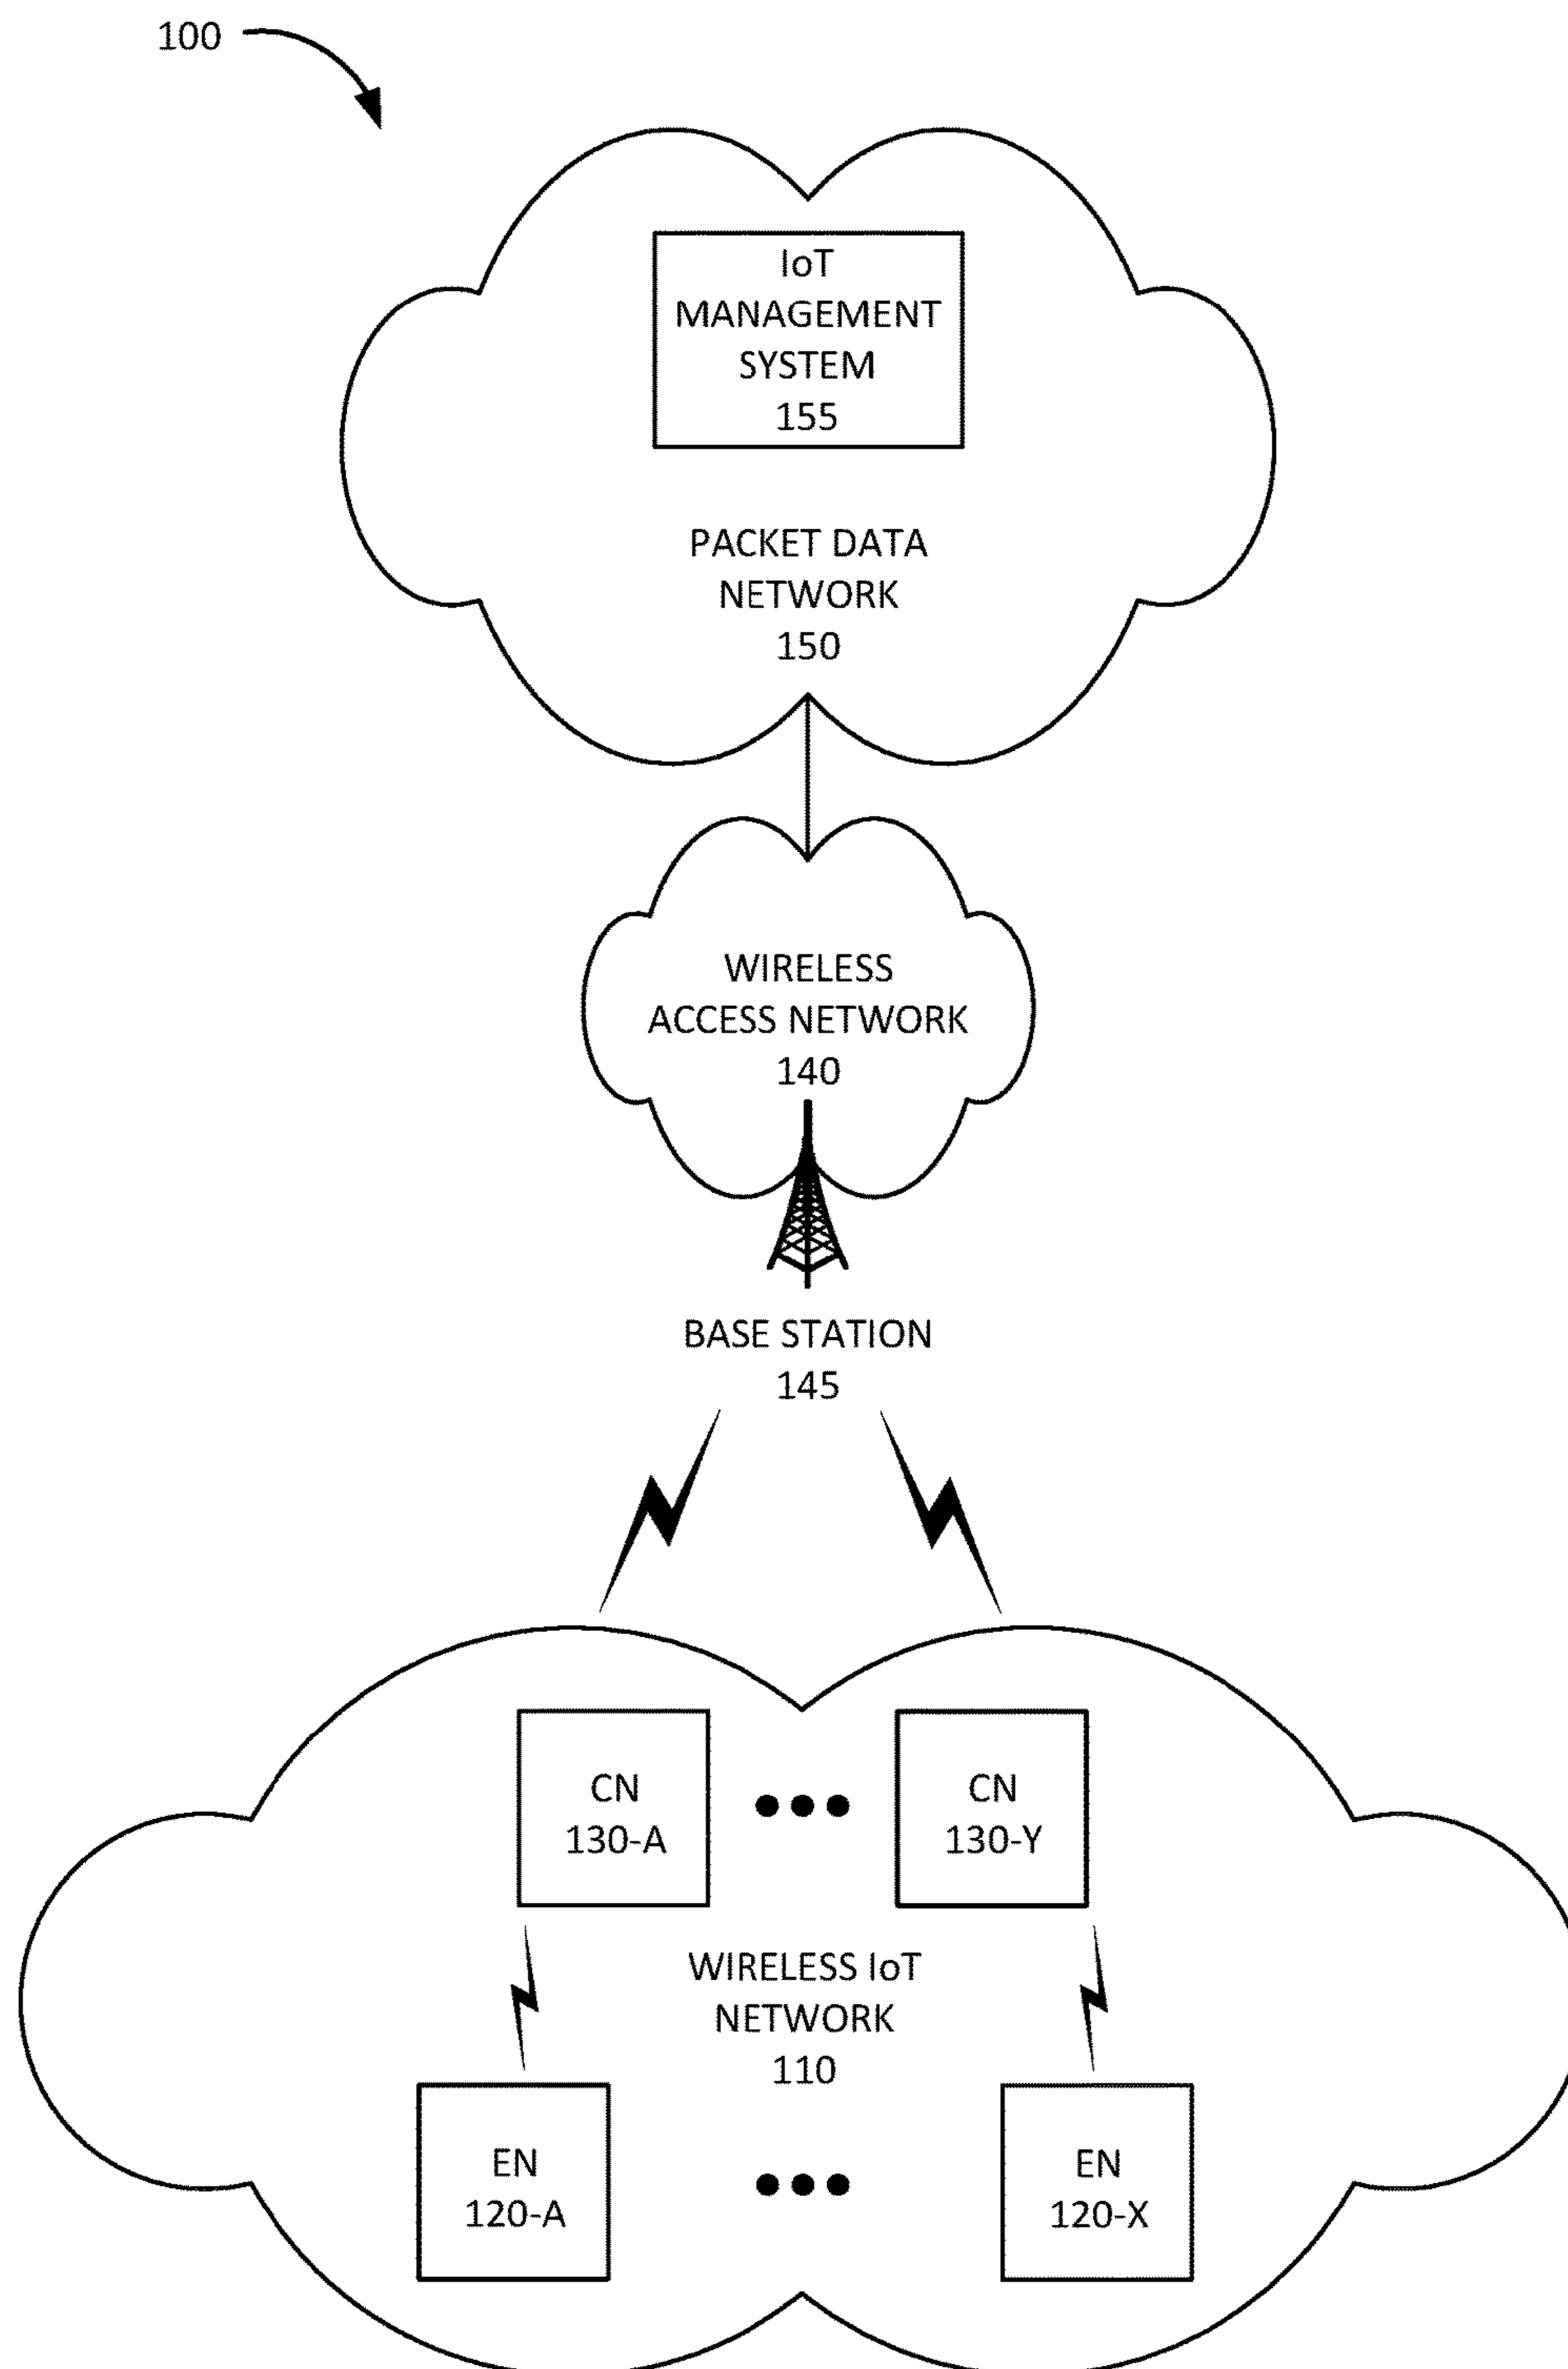 100
IoT
MANAGEMENT
SYSTEM
155
PACKET DATA
NETWORK
150
WIRELESS
ACCESS NETWORK
140
BASE STATION
145
CN
130-A
CN
130-Y
WIRELESS IoT
NETWORK
110
EN
120-A
EN
120-X